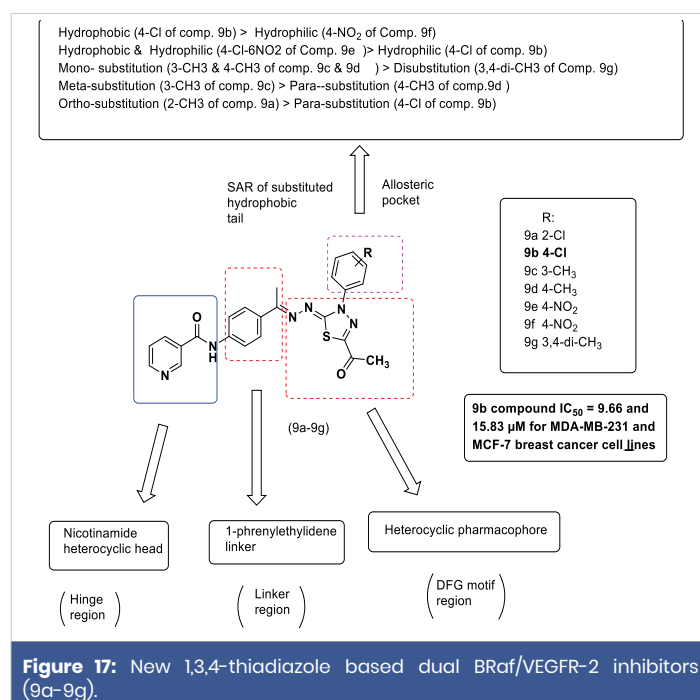 Hydrophobic (4-Cl of comp. 9b) > Hydrophilic (4-NO₂ of Comp. 9f)
Hydrophobic & Hydrophilic (4-Cl-6NO2 of Comp. 9e )> Hydrophilic (4-Cl of comp. 9b)
Mono- substitution (3-CH3 & 4-CH3 of comp. 9c & 9d ) > Disubstitution (3,4-di-CH3 of Comp. 9g)
Meta-substitution (3-CH3 of comp. 9c) > Para--substitution (4-CH3 of comp.9d )
Ortho-substitution (2-CH3 of comp. 9a) > Para-substitution (4-Cl of comp. 9b)
SAR of substituted
hydrophobic
tail
Allosteric
pocket
R:
9a 2-Cl
9b 4-Cl
9c 3-CH₃
9d 4-CH₃
9e 4-NO₂
9f 4-NO₂
9g 3,4-di-CH₃
R
O
N
H
N
N
N
N
N
S
O
CH₃
(9a-9g)
9b compound IC₅₀ = 9.66 and
15.83 µM for MDA-MB-231 and
MCF-7 breast cancer cell lines
Nicotinamide
heterocyclic head
1-phrenylethylidene
linker
Heterocyclic pharmacophore
(Hinge
region)
(Linker
region)
(DFG motif
region)
Figure 17: New 1,3,4-thiadiazole based dual BRaf/VEGFR-2 inhibitors
(9a-9g).